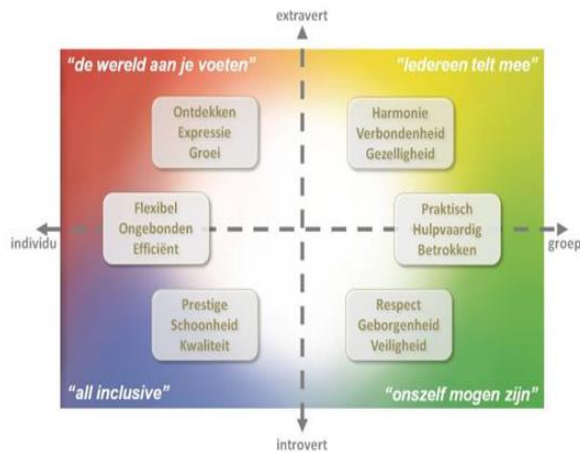 extravert
"de wereld aan je voeten"
"Iedereen telt mee"
Ontdekken
Expressie
Groei
Harmonie
Verbondenheid
Gezelligheid
Flexibel
Ongebonden
Efficiënt
Praktisch
Hulpvaardig
Betrokken
individu
groep
Prestige
Schoonheid
Kwaliteit
Respect
Geborgenheid
Veiligheid
"all inclusive"
"onszelf mogen zijn"
introvert